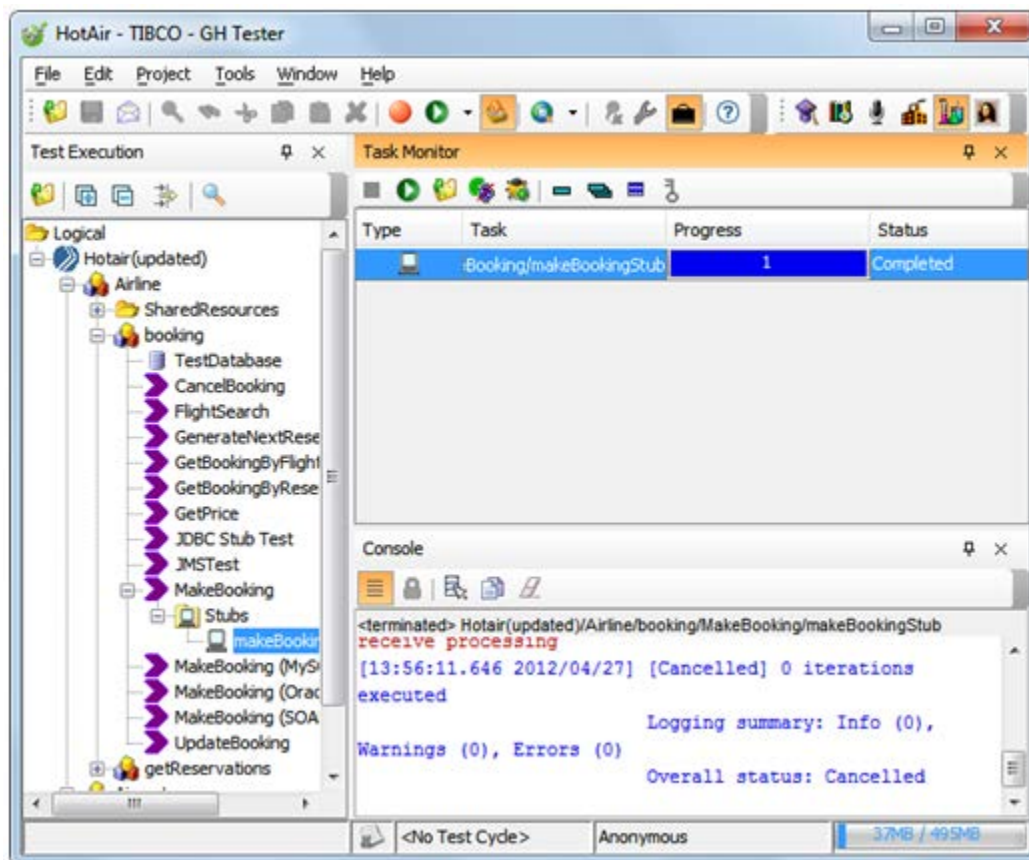 HotAir - TIBCO - GH Tester
File Edit Project Tools Window Help
Test Execution
Task Monitor
Type Task Progress Status
:Booking/makeBookingStub 1 Completed
Logical
Hotair(updated)
Airline
SharedResources
booking
TestDatabase
CancelBooking
FlightSearch
GenerateNextRese
GetBookingByFlight
GetBookingByRese
GetPrice
JDBC Stub Test
JMSTest
MakeBooking
Stubs
makeBookin
MakeBooking (MyS
MakeBooking (Orac
MakeBooking (SOA
UpdateBooking
getReservations
Console
<terminated> Hotair(updated)/Airline/booking/MakeBooking/makeBookingStub
receive processing
[13:56:11.646 2012/04/27] [Cancelled] 0 iterations
executed
Logging summary: Info (0),
Warnings (0), Errors (0)
Overall status: Cancelled
<No Test Cycle> Anonymous 37MB / 495MB